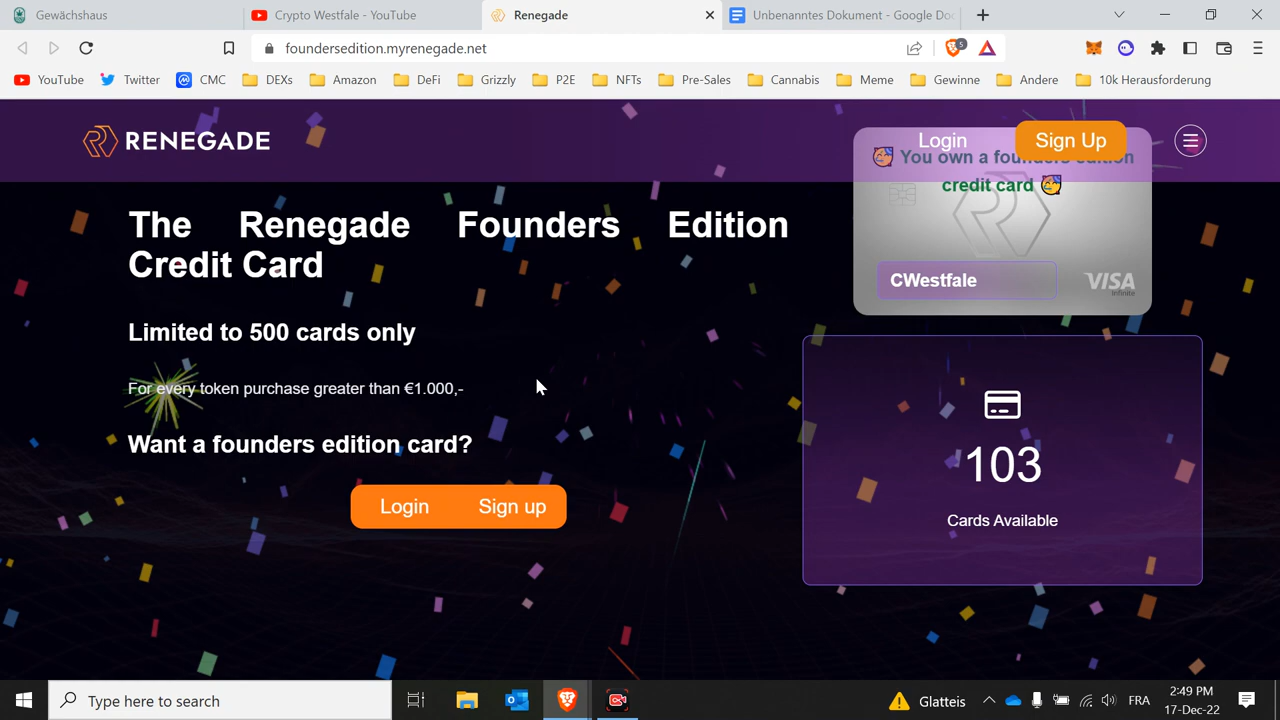 Gewächshaus
Crypto Westfale - YouTube
Renegade
Unbenanntes Dokument - Google Doc
foundersedition.myrenegade.net
5
YouTube
Twitter
CMC
DEXs
Amazon
DeFi
Grizzly
P2E
NFTs
Pre-Sales
Cannabis
Meme
Gewinne
Andere
10k Herausforderung
RENEGADE
Login
Sign Up
You own a founders edition
credit card
CWestfale
VISA
Infinite
The Renegade Founders Edition
Credit Card
Limited to 500 cards only
For every token purchase greater than €1.000,-
Want a founders edition card?
Login
Sign up
103
Cards Available
Type here to search
Glatteis
FRA
2:49 PM
17-Dec-22